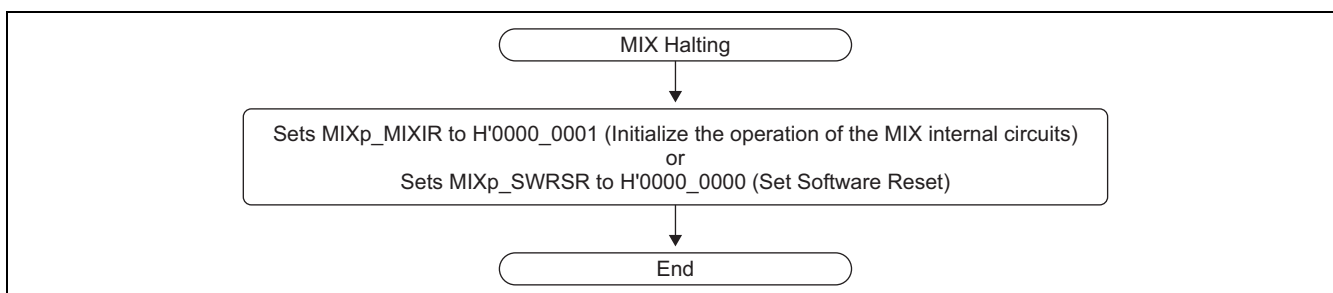 MIX Halting
Sets MIXp_MIXIR to H'0000_0001 (Initialize the operation of the MIX internal circuits)
or
Sets MIXp_SWRSR to H'0000_0000 (Set Software Reset)
End